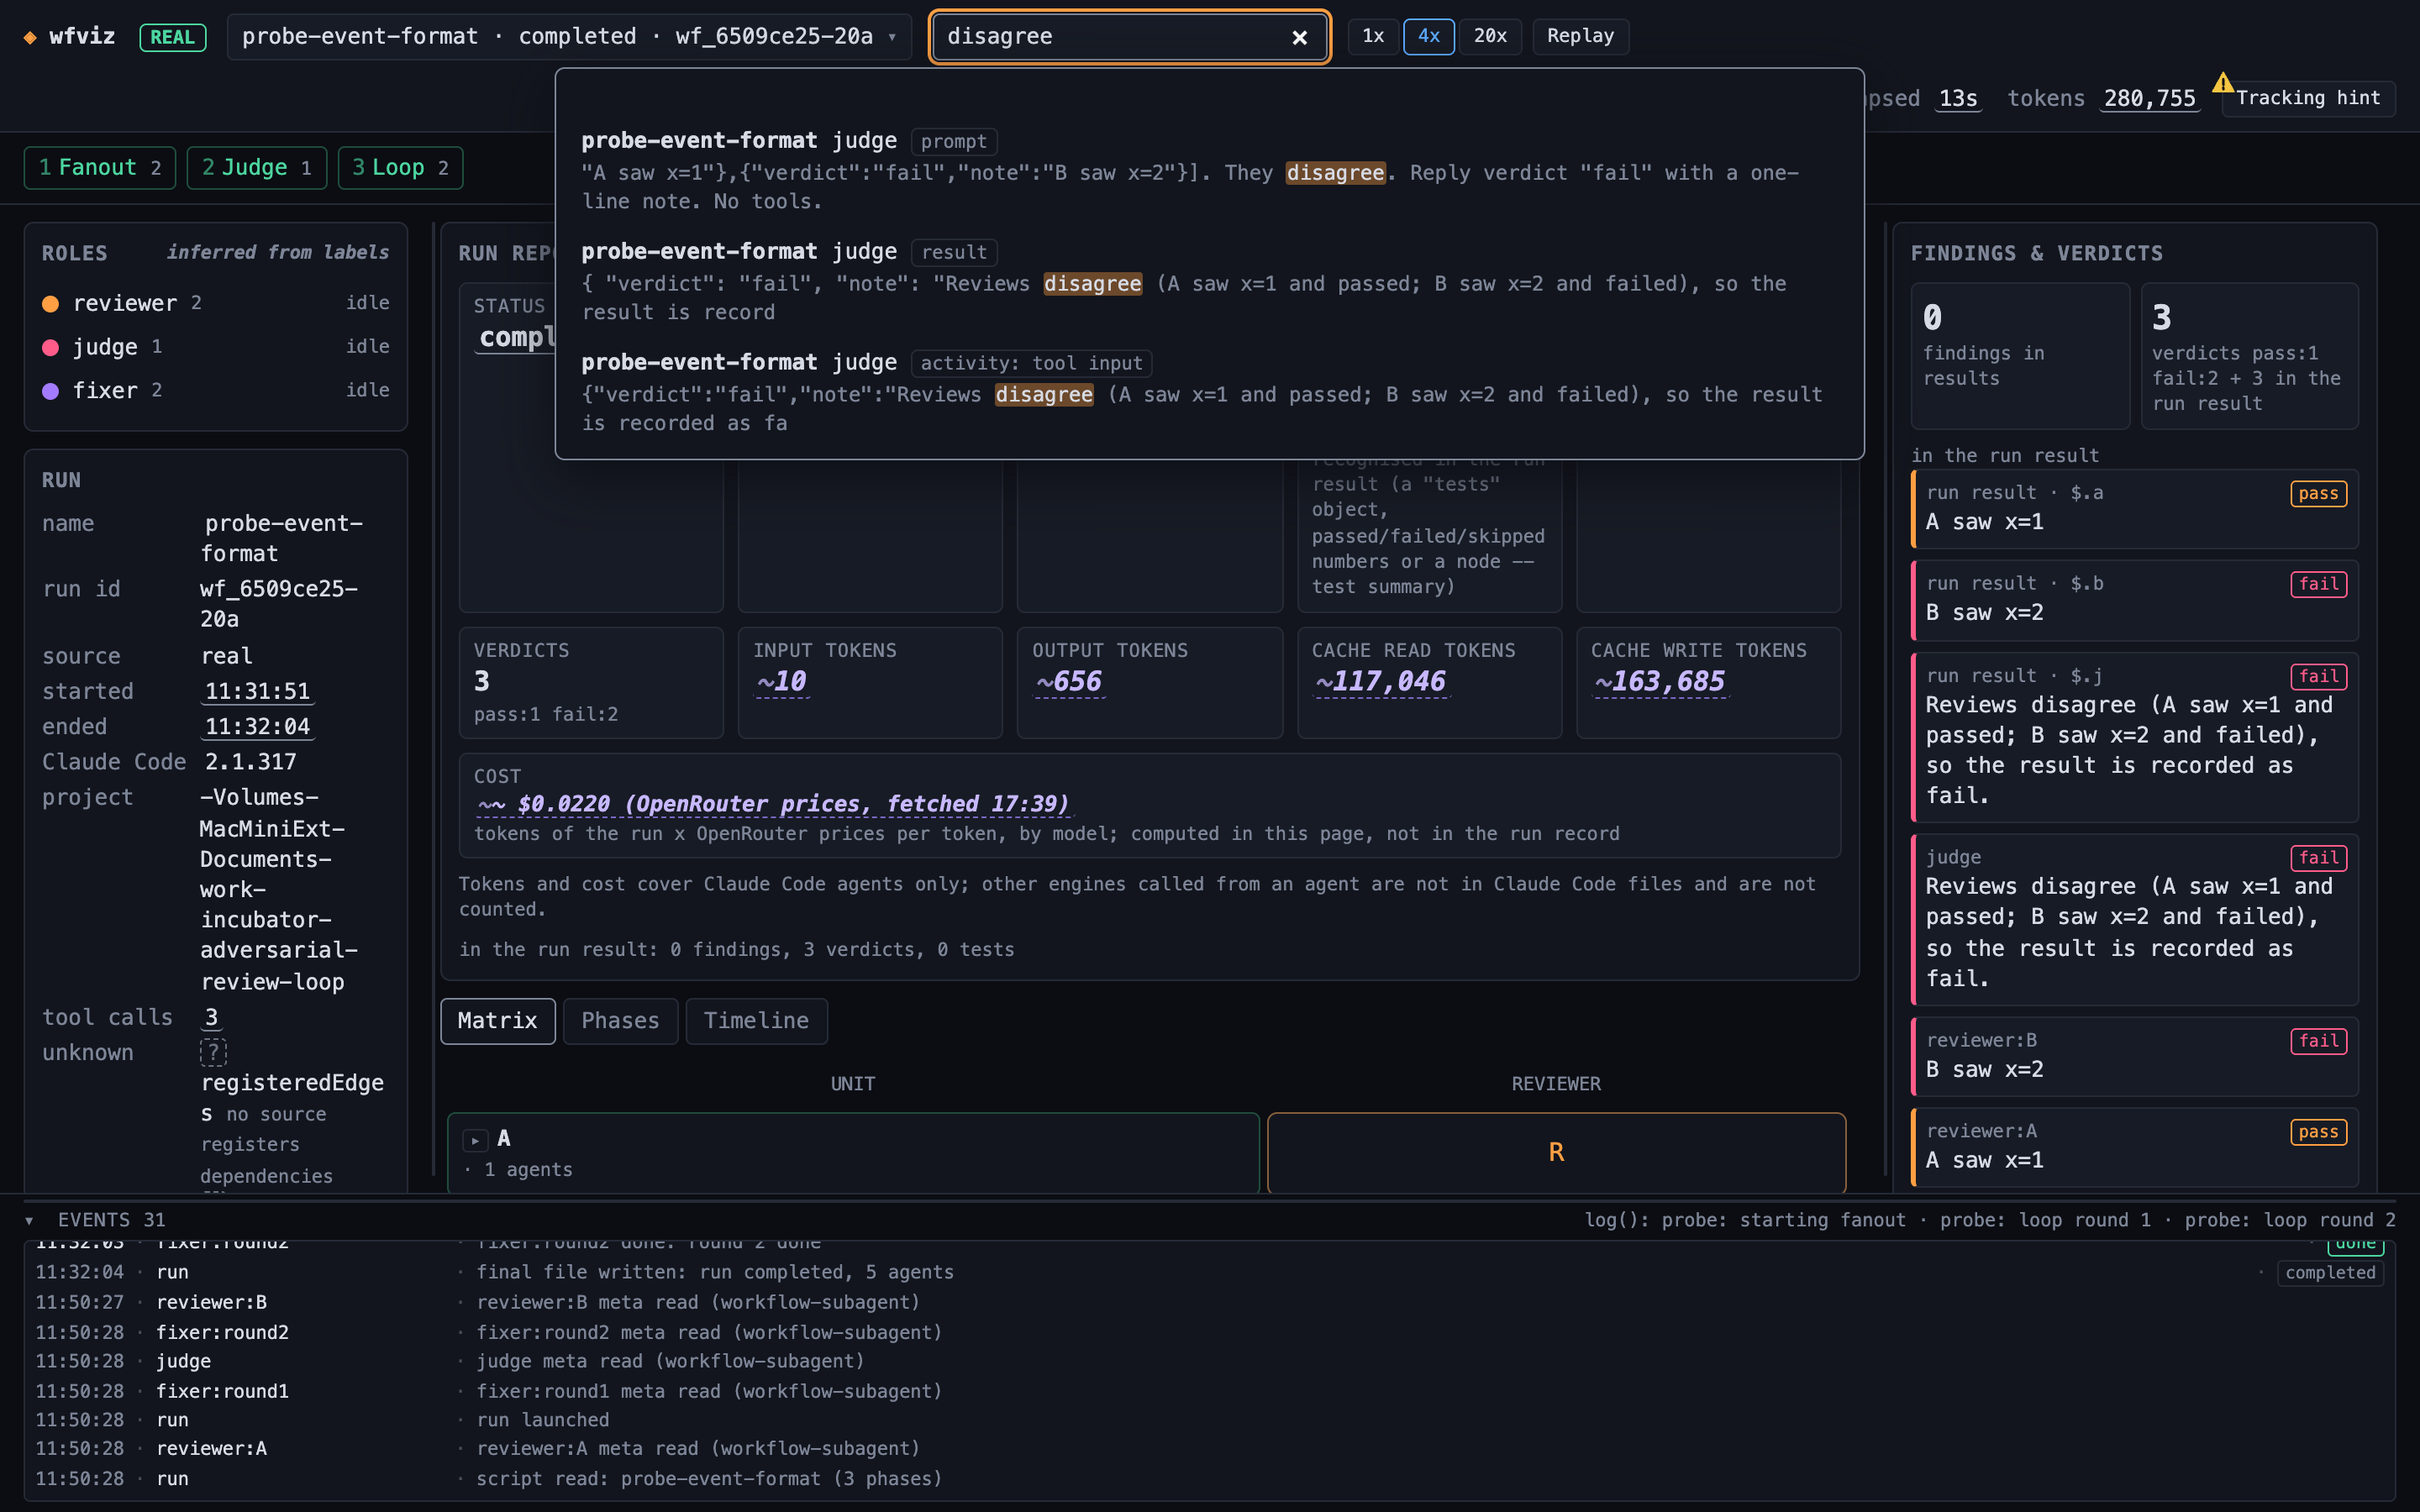 ◆ wfviz REAL probe-event-format · completed · wf_6509ce25-20a ▾ disagree × 1x 4x 20x Replay
13s tokens 280,755 Tracking hint
1 Fanout 2 2 Judge 1 3 Loop 2
probe-event-format judge prompt
"A saw x=1"},{"verdict":"fail","note":"B saw x=2"}]. They disagree. Reply verdict "fail" with a one-
line note. No tools.
probe-event-format judge result
{ "verdict": "fail", "note": "Reviews disagree (A saw x=1 and passed; B saw x=2 and failed), so the
result is record
probe-event-format judge activity: tool input
{"verdict":"fail","note":"Reviews disagree (A saw x=1 and passed; B saw x=2 and failed), so the result
is recorded as fa
ROLES inferred from labels
reviewer 2 idle
judge 1 idle
fixer 2 idle
RUN
name probe-event-
format
run id wf_6509ce25-
20a
source real
started 11:31:51
ended 11:32:04
Claude Code 2.1.317
project -Volumes-
MacMiniExt-
Documents-
work-
incubator-
adversarial-
review-loop
tool calls 3
unknown ?
registeredEdge
s no source
registers
dependencies
RUN
STATUS
result (a "tests"
object,
passed/failed/skipped
numbers or a node --
test summary)
VERDICTS
3
pass:1 fail:2
INPUT TOKENS
~10
OUTPUT TOKENS
~656
CACHE READ TOKENS
~117,046
CACHE WRITE TOKENS
~163,685
COST
~~ $0.0220 (OpenRouter prices, fetched 17:39)
tokens of the run x OpenRouter prices per token, by model; computed in this page, not in the run record
Tokens and cost cover Claude Code agents only; other engines called from an agent are not in Claude Code files and are not
counted.
in the run result: 0 findings, 3 verdicts, 0 tests
Matrix Phases Timeline
UNIT REVIEWER
▸ A
· 1 agents
R
FINDINGS & VERDICTS
0
findings in
results
3
verdicts pass:1
fail:2 + 3 in the
run result
in the run result
run result · $.a pass
A saw x=1
run result · $.b fail
B saw x=2
run result · $.j fail
Reviews disagree (A saw x=1 and
passed; B saw x=2 and failed),
so the result is recorded as
fail.
judge fail
Reviews disagree (A saw x=1 and
passed; B saw x=2 and failed),
so the result is recorded as
fail.
reviewer:B fail
B saw x=2
reviewer:A pass
A saw x=1
▾ EVENTS 31 log(): probe: starting fanout · probe: loop round 1 · probe: loop round 2
11:32:03 · fixer:round2 · fixer:round2 done: round 2 done · done
11:32:04 · run · final file written: run completed, 5 agents · completed
11:50:27 · reviewer:B · reviewer:B meta read (workflow-subagent)
11:50:28 · fixer:round2 · fixer:round2 meta read (workflow-subagent)
11:50:28 · judge · judge meta read (workflow-subagent)
11:50:28 · fixer:round1 · fixer:round1 meta read (workflow-subagent)
11:50:28 · run · run launched
11:50:28 · reviewer:A · reviewer:A meta read (workflow-subagent)
11:50:28 · run · script read: probe-event-format (3 phases)